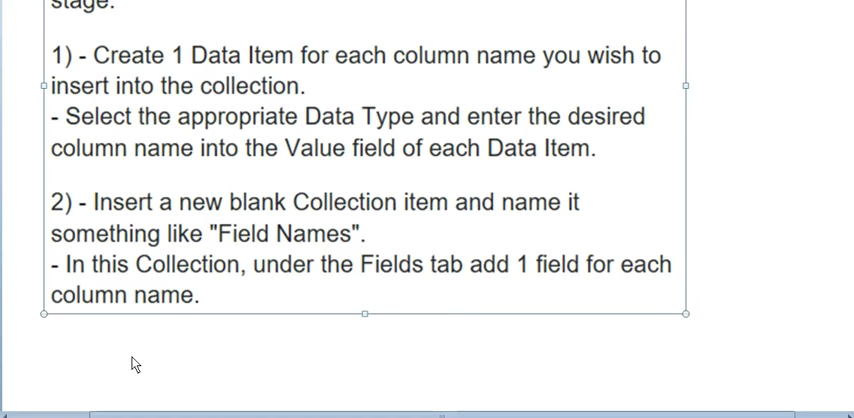 stage.
1) - Create 1 Data Item for each column name you wish to
insert into the collection.
- Select the appropriate Data Type and enter the desired
column name into the Value field of each Data Item.
2) - Insert a new blank Collection item and name it
something like "Field Names".
- In this Collection, under the Fields tab add 1 field for each
column name.